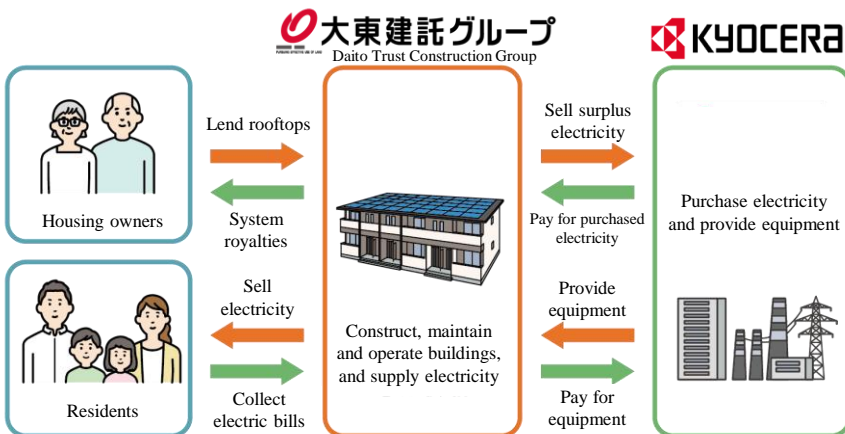 大東建託グループ
Daito Trust Construction Group
KYOCERA
Housing owners
Lend rooftops
System
royalties
Residents
Sell
electricity
Collect
electric bills
Construct, maintain
and operate buildings,
and supply electricity
Sell surplus
electricity
Pay for purchased
electricity
Provide
equipment
Pay for
equipment
Purchase electricity
and provide equipment